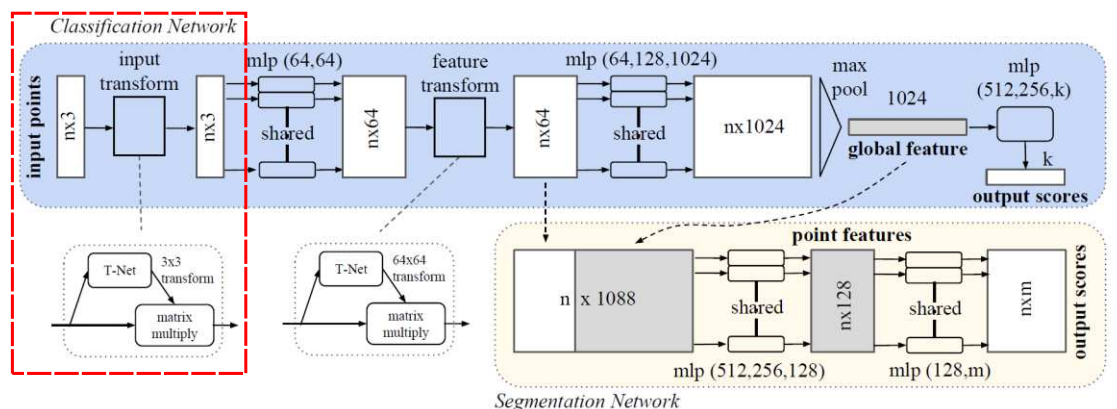 Classification Network
input
transform
mlp (64,64)
feature
transform
mlp (64,128,1024)
max
pool
1024
mlp
(512,256,k)
input points
nx3
nx3
shared
nx64
nx64
shared
nx1024
global feature
k
output scores
T-Net
3x3
transform
matrix
multiply
T-Net
64x64
transform
matrix
multiply
point features
n x 1088
shared
nx128
shared
nxm
output scores
mlp (512,256,128)
mlp (128,m)
Segmentation Network